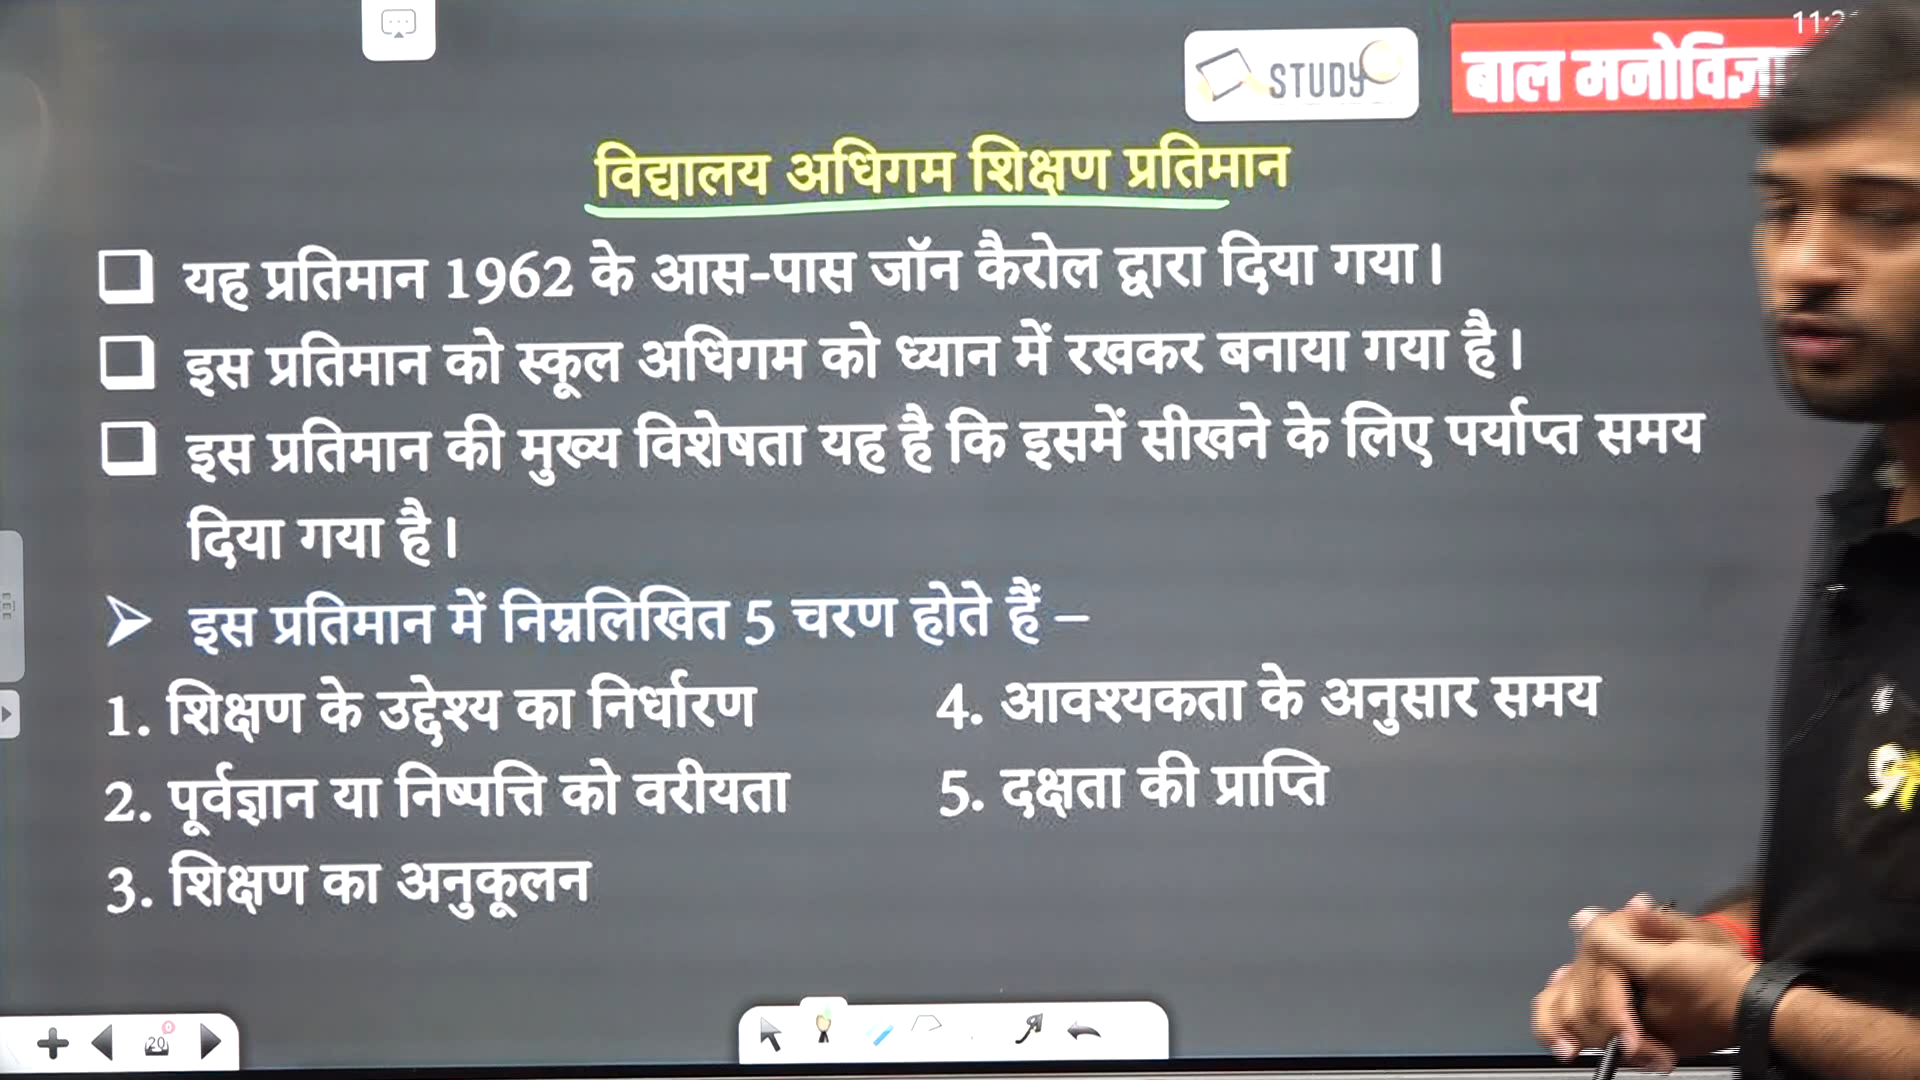 STUDY
बाल मनोविज्ञा
विद्यालय अधिगम शिक्षण प्रतिमान
यह प्रतिमान 1962 के आस-पास जॉन कैरोल द्वारा दिया गया।
इस प्रतिमान को स्कूल अधिगम को ध्यान में रखकर बनाया गया है।
इस प्रतिमान की मुख्य विशेषता यह है कि इसमें सीखने के लिए पर्याप्त समय
दिया गया है।
इस प्रतिमान में निम्नलिखित 5 चरण होते हैं –
1. शिक्षण के उद्देश्य का निर्धारण
2. पूर्वज्ञान या निष्पत्ति को वरीयता
3. शिक्षण का अनुकूलन
4. आवश्यकता के अनुसार समय
5. दक्षता की प्राप्ति
20